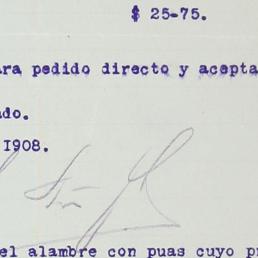 $ 25-75.
ara pedido directo y acepta
ado.
1908.
el alambre con puas cuyo p